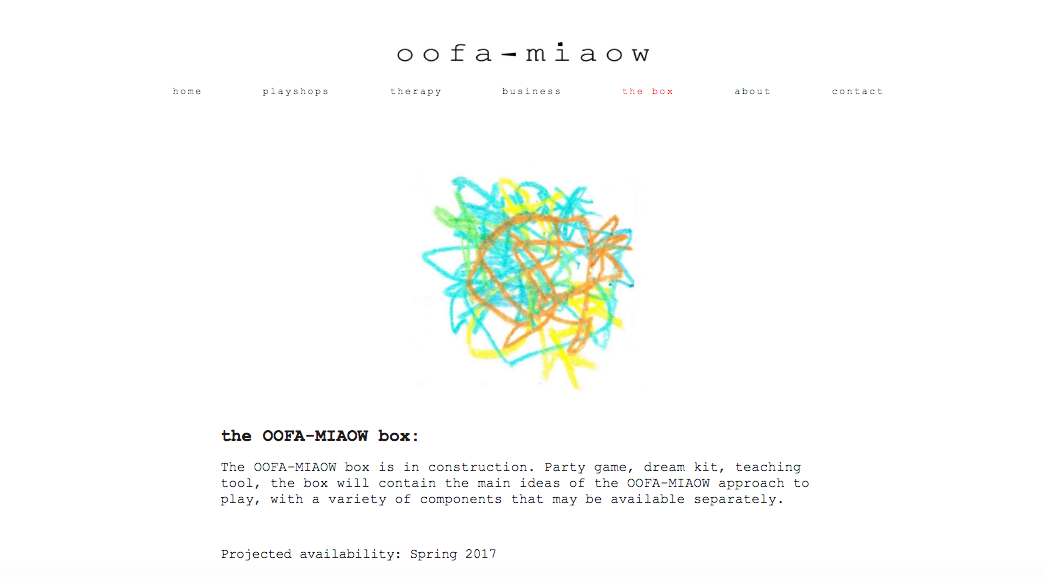 oofa-miaow
home playshops therapy business the box about contact
the OOFA-MIAOW box:
The OOFA-MIAOW box is in construction. Party game, dream kit, teaching
tool, the box will contain the main ideas of the OOFA-MIAOW approach to
play, with a variety of components that may be available separately.
Projected availability: Spring 2017